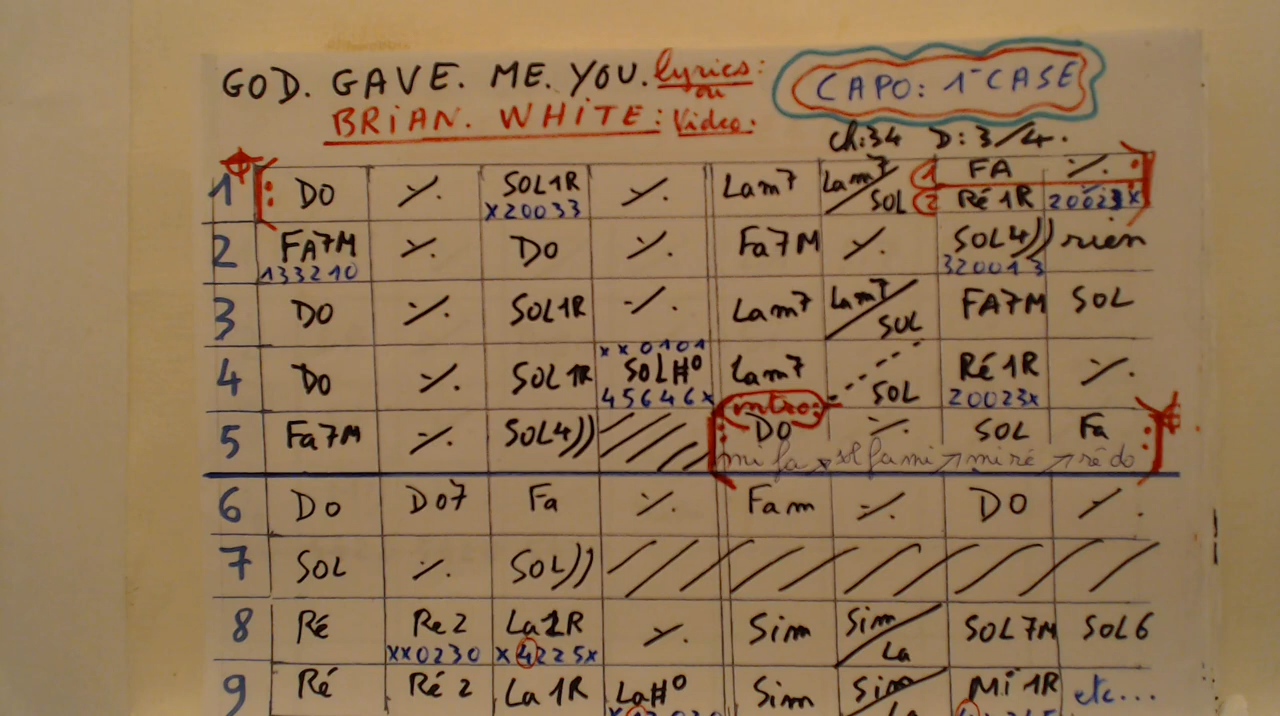 GOD. GAVE. ME. YOU. lyrics:
ou
BRIAN. WHITE: Video:
CAPO: 1° CASE
ch:34 D: 3/4.
1 DO ٪ SOL1R ٪ Lam7 Lam7/SOL 1 FA ٪
x20033 2 Ré 1R 20023x
2 FA7M ٪ DO ٪ Fa7M ٪ SOL4)) rien
133210 320013
3 DO ٪ SOL1R ٪ Lam7 Lam7/SOL FA7M SOL
xx0101
4 DO ٪ SOL1R SOLH° Lam7 SOL Ré 1R ٪
45646x 20023x
intro:
5 Fa7M ٪ SOL4)) DO ٪ SOL Fa
mi fa sol fa mi mi ré ré do
6 Do Do7 Fa ٪ Fam ٪ DO ٪
7 SOL ٪ SOL))
8 Ré Re2 La1R ٪ Sim Sim/La SOL7M SOL6
xx0230 x4225x
9 Ré Ré2 La1R LaH° Sim Sim/La Mi1R etc...